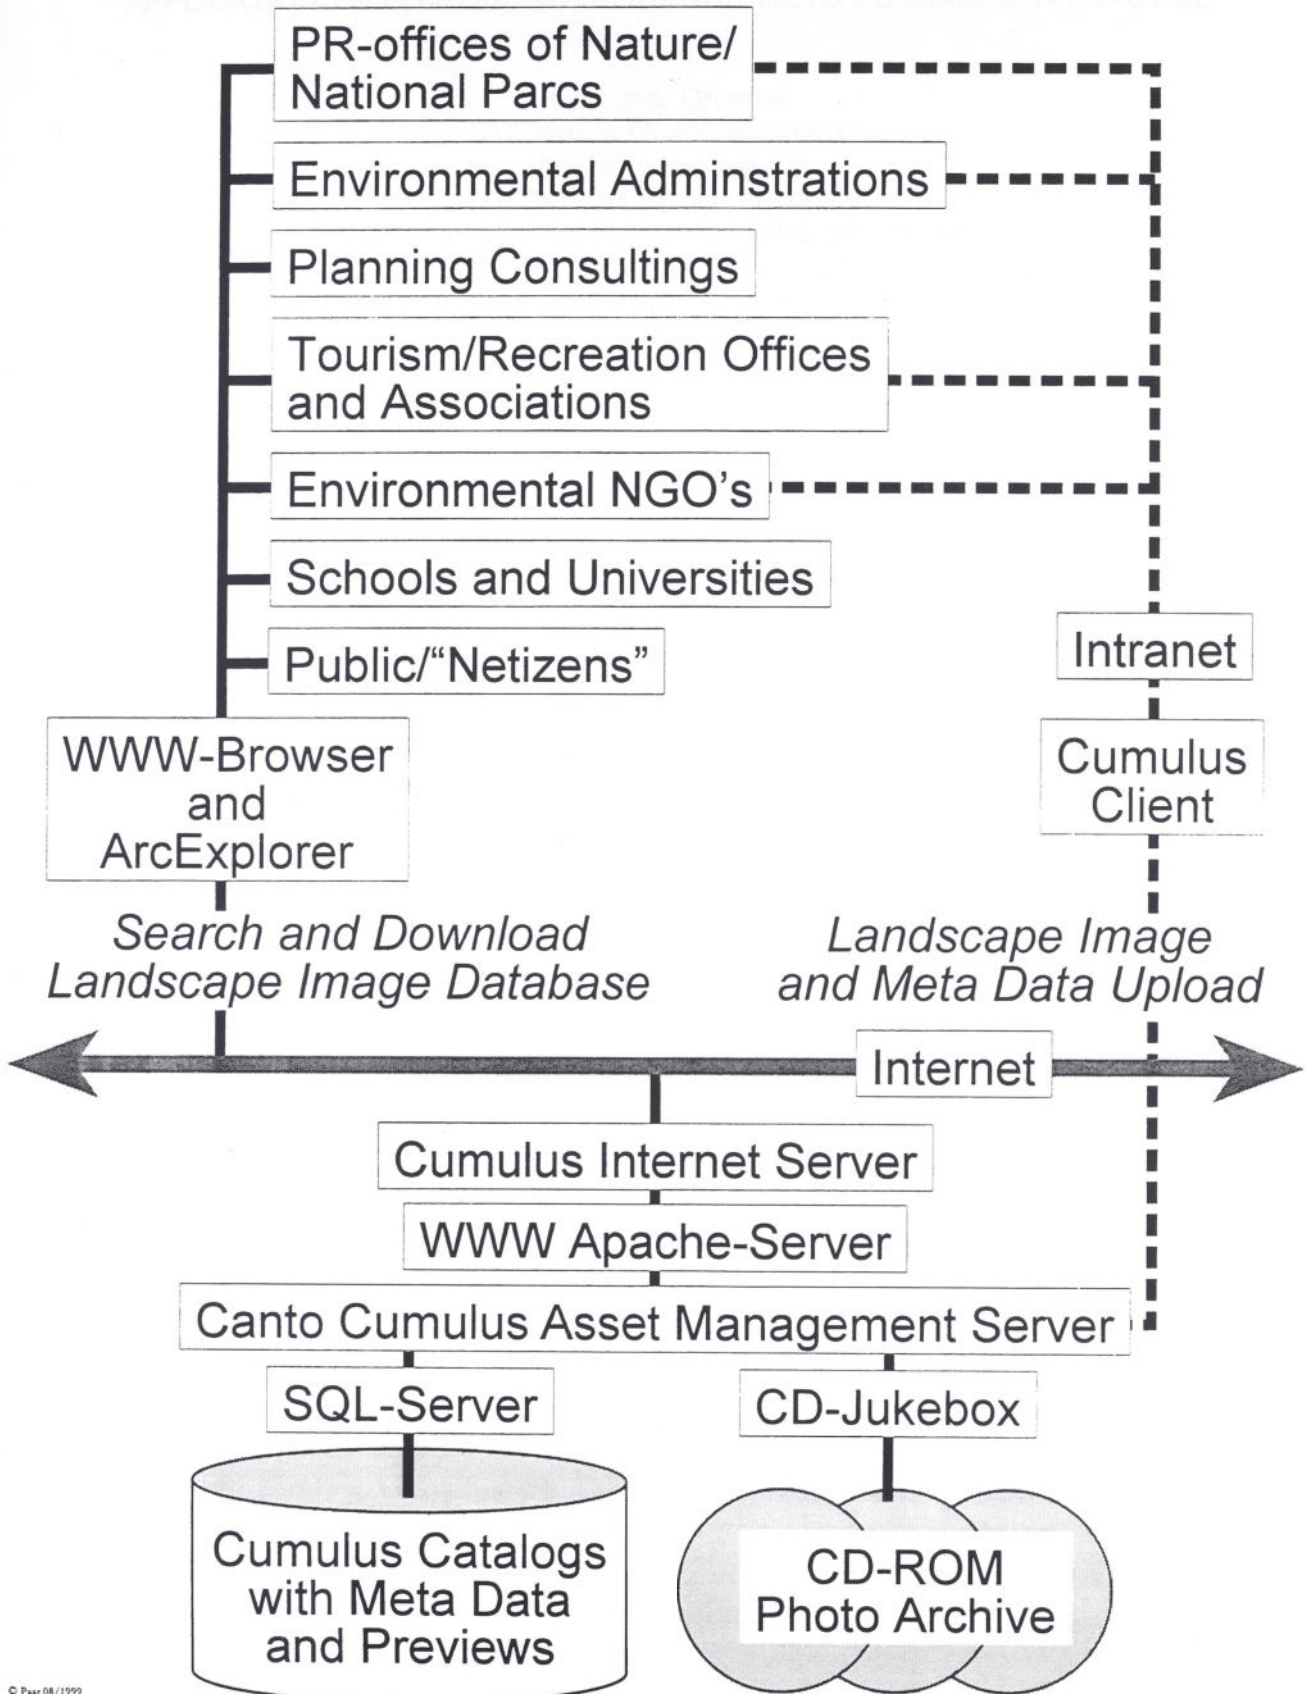 PR-offices of Nature/
National Parcs
Environmental Adminstrations
Planning Consultings
Tourism/Recreation Offices
and Associations
Environmental NGO's
Schools and Universities
Public/“Netizens”
Intranet
WWW-Browser
and
ArcExplorer
Cumulus
Client
Search and Download
Landscape Image Database
Landscape Image
and Meta Data Upload
Internet
Cumulus Internet Server
WWW Apache-Server
Canto Cumulus Asset Management Server
SQL-Server
CD-Jukebox
Cumulus Catalogs
with Meta Data
and Previews
CD-ROM
Photo Archive
© Paar 08/1999